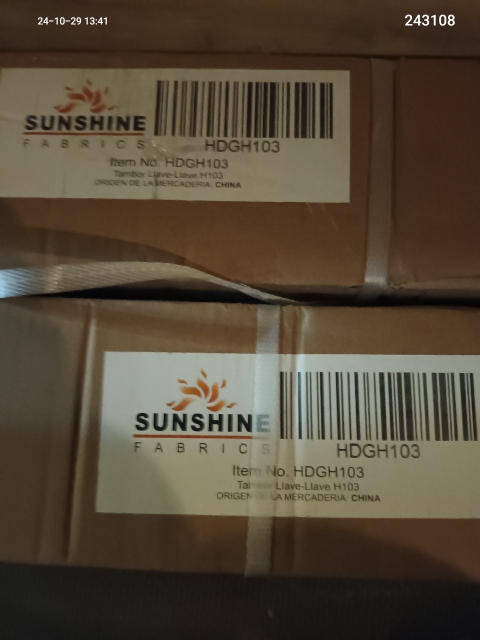 24-10-29 13:41
243108
SUNSHINE
FABRICS
HDGH103
Item No. HDGH103
Tambor Llave-Llave H103
ORIGEN DE LA MERCADERIA: CHINA
SUNSHINE
FABRICS
HDGH103
Item No. HDGH103
Tambor Llave-Llave H103
ORIGEN DE LA MERCADERIA: CHINA